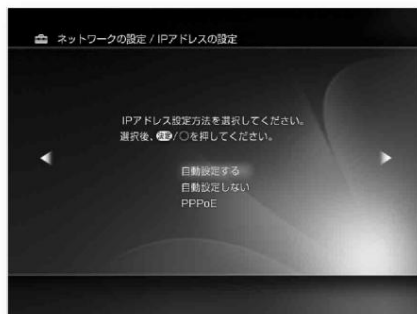 ネットワークの設定 / IPアドレスの設定
IPアドレス設定方法を選択してください。
選択後、決定/○を押してください。
自動設定する
自動設定しない
PPPoE